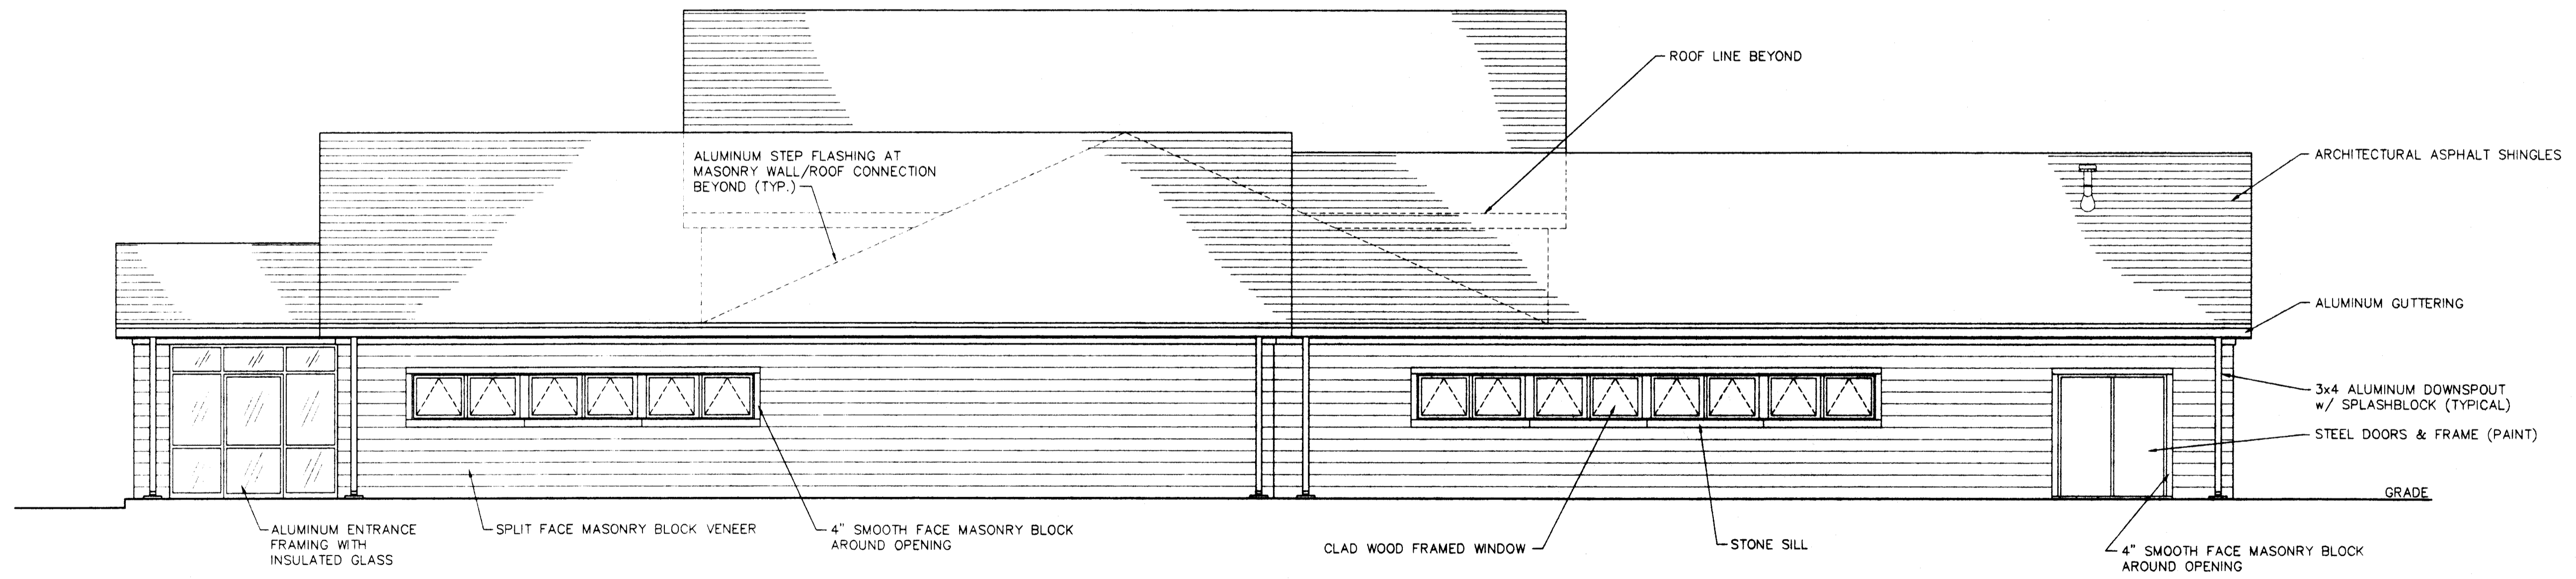 ROOF LINE BEYOND
ALUMINUM STEP FLASHING AT
MASONRY WALL/ROOF CONNECTION
BEYOND (TYP.)
ARCHITECTURAL ASPHALT SHINGLES
ALUMINUM GUTTERING
3x4 ALUMINUM DOWNSPOUT
w/ SPLASHBLOCK (TYPICAL)
STEEL DOORS & FRAME (PAINT)
GRADE
ALUMINUM ENTRANCE
FRAMING WITH
INSULATED GLASS
SPLIT FACE MASONRY BLOCK VENEER
4" SMOOTH FACE MASONRY BLOCK
AROUND OPENING
CLAD WOOD FRAMED WINDOW
STONE SILL
4" SMOOTH FACE MASONRY BLOCK
AROUND OPENING